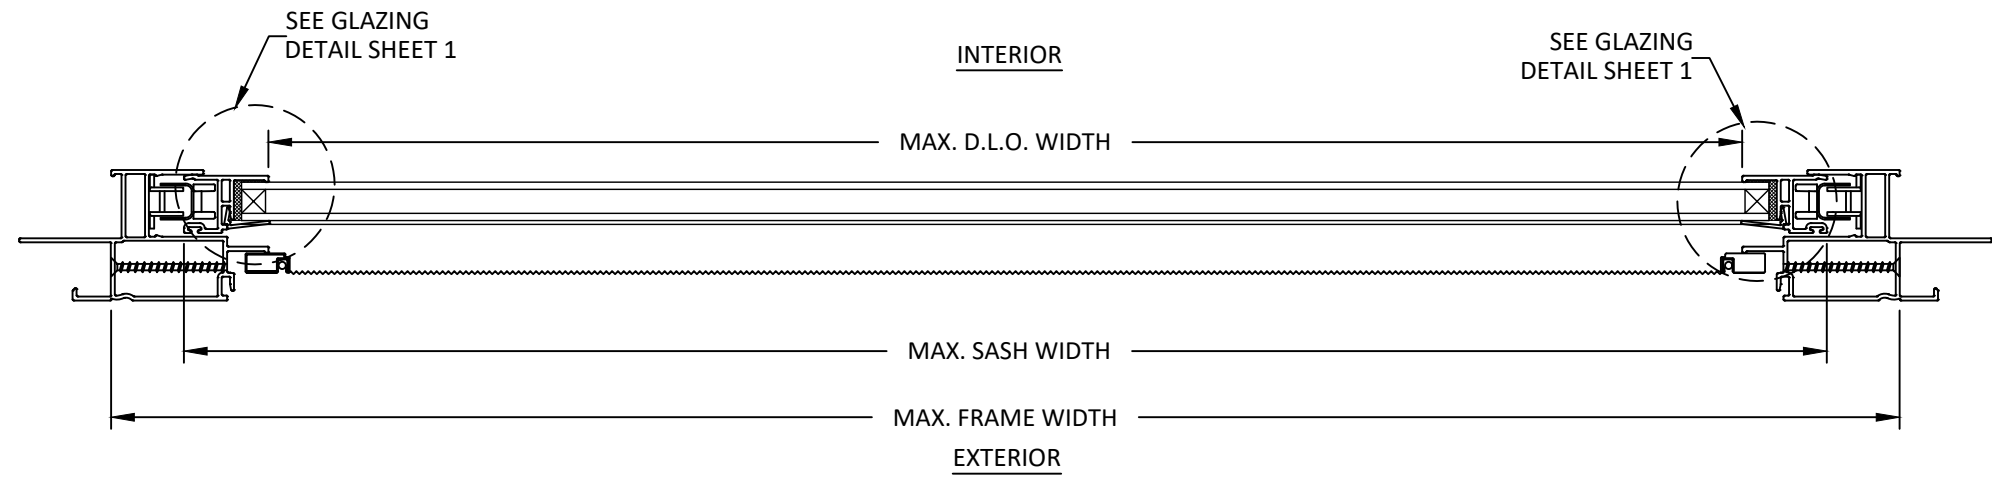 SEE GLAZING
DETAIL SHEET 1
INTERIOR
SEE GLAZING
DETAIL SHEET 1
MAX. D.L.O. WIDTH
MAX. SASH WIDTH
MAX. FRAME WIDTH
EXTERIOR